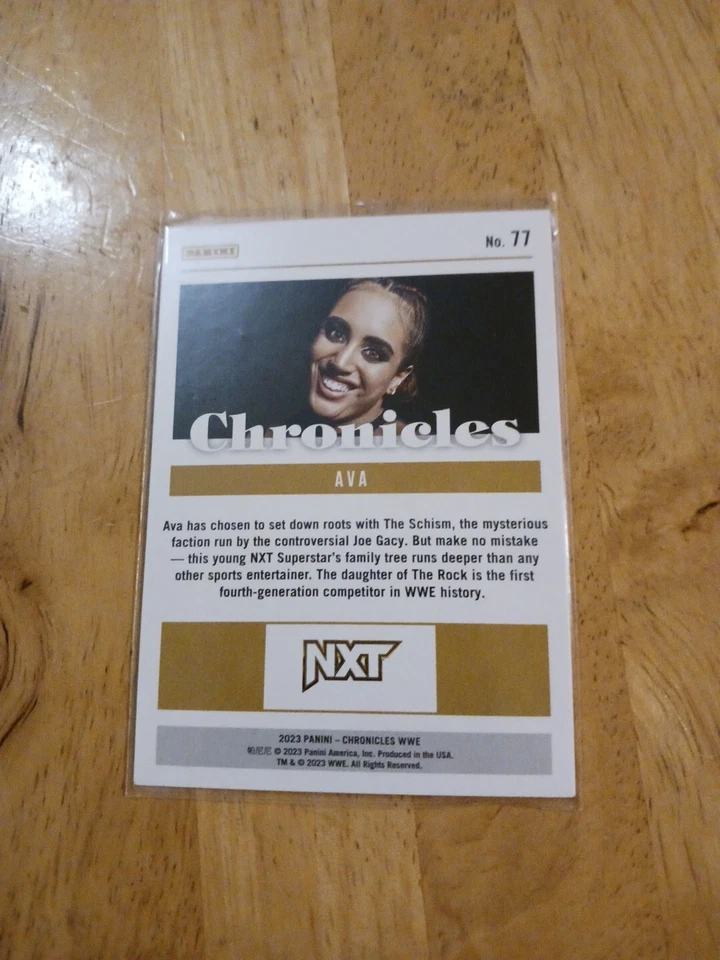 PANINI
No. 77
Chronicles
AVA
Ava has chosen to set down roots with The Schism, the mysterious
faction run by the controversial Joe Gacy. But make no mistake
— this young NXT Superstar's family tree runs deeper than any
other sports entertainer. The daughter of The Rock is the first
fourth-generation competitor in WWE history.
NXT
2023 PANINI – CHRONICLES WWE
帕尼尼 © 2023 Panini America, Inc. Produced in the USA.
TM & © 2023 WWE. All Rights Reserved.